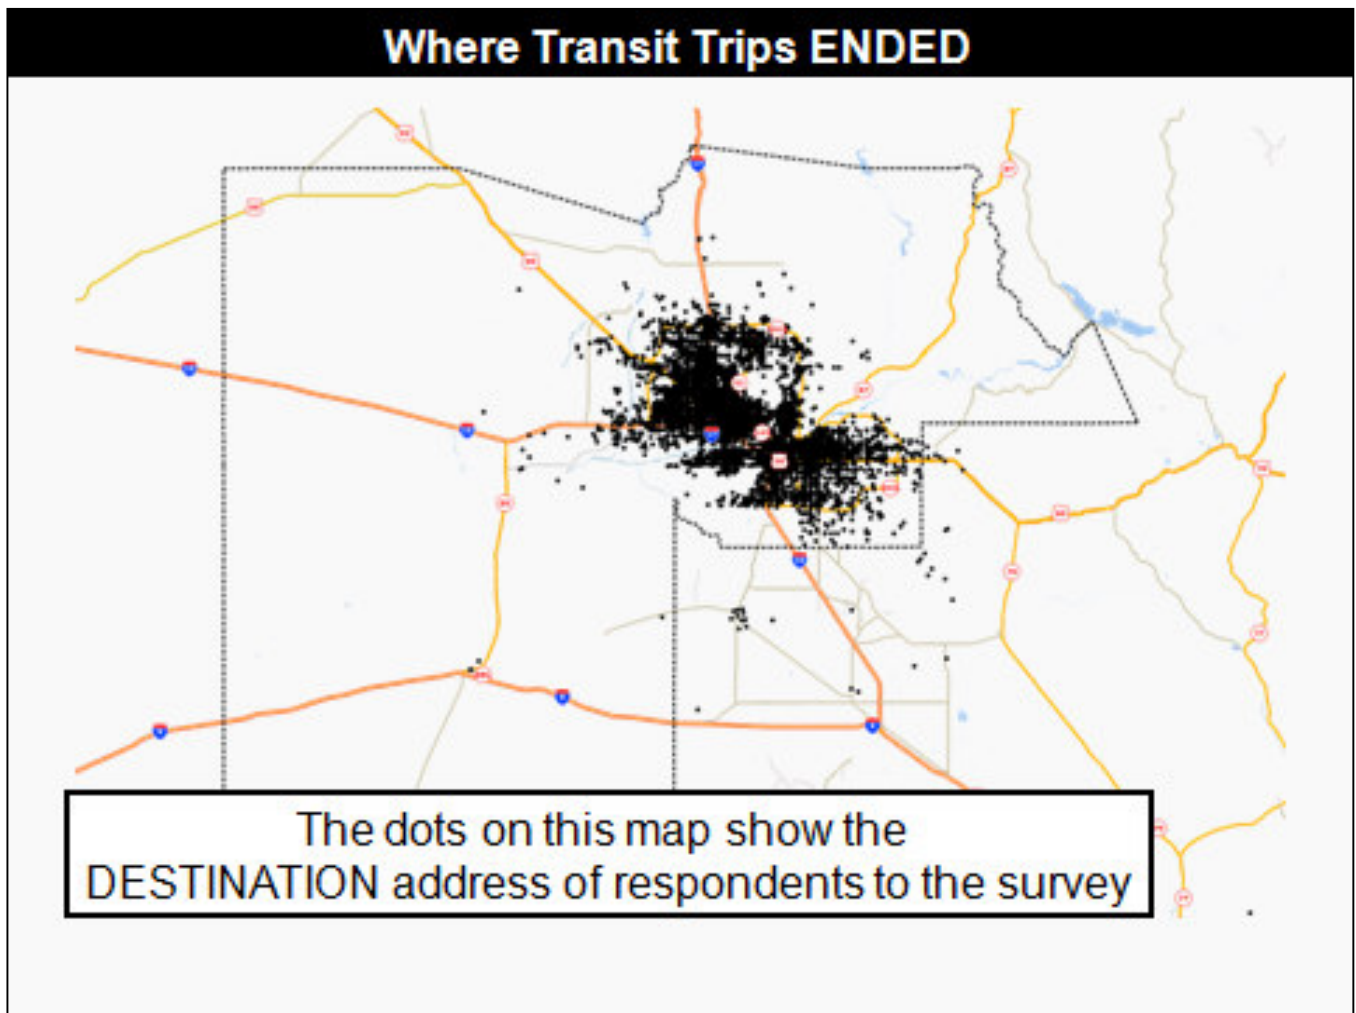 Where Transit Trips ENDED
The dots on this map show the
DESTINATION address of respondents to the survey